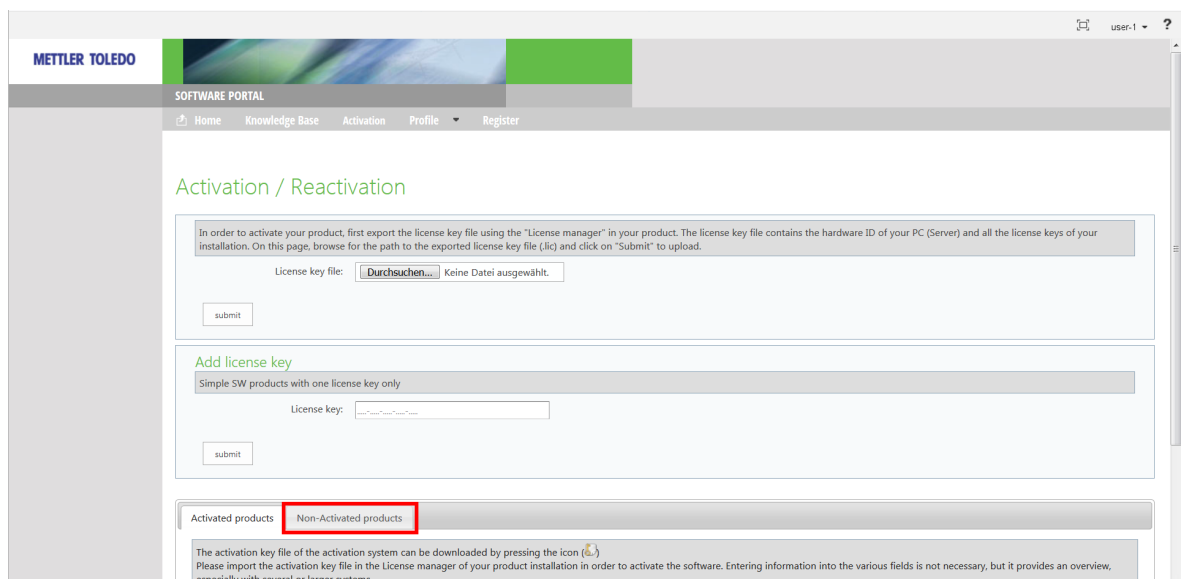 user-1 ?
METTLER TOLEDO
SOFTWARE PORTAL
Home Knowledge Base Activation Profile Register
Activation / Reactivation
In order to activate your product, first export the license key file using the "License manager" in your product. The license key file contains the hardware ID of your PC (Server) and all the license keys of your
installation. On this page, browse for the path to the exported license key file (.lic) and click on "Submit" to upload.
License key file: Durchsuchen... Keine Datei ausgewählt.
submit
Add license key
Simple SW products with one license key only
License key: .....-.....-.....-.....-.....
submit
Activated products Non-Activated products
The activation key file of the activation system can be downloaded by pressing the icon ( )
Please import the activation key file in the License manager of your product installation in order to activate the software. Entering information into the various fields is not necessary, but it provides an overview,
especially with several or larger systems.